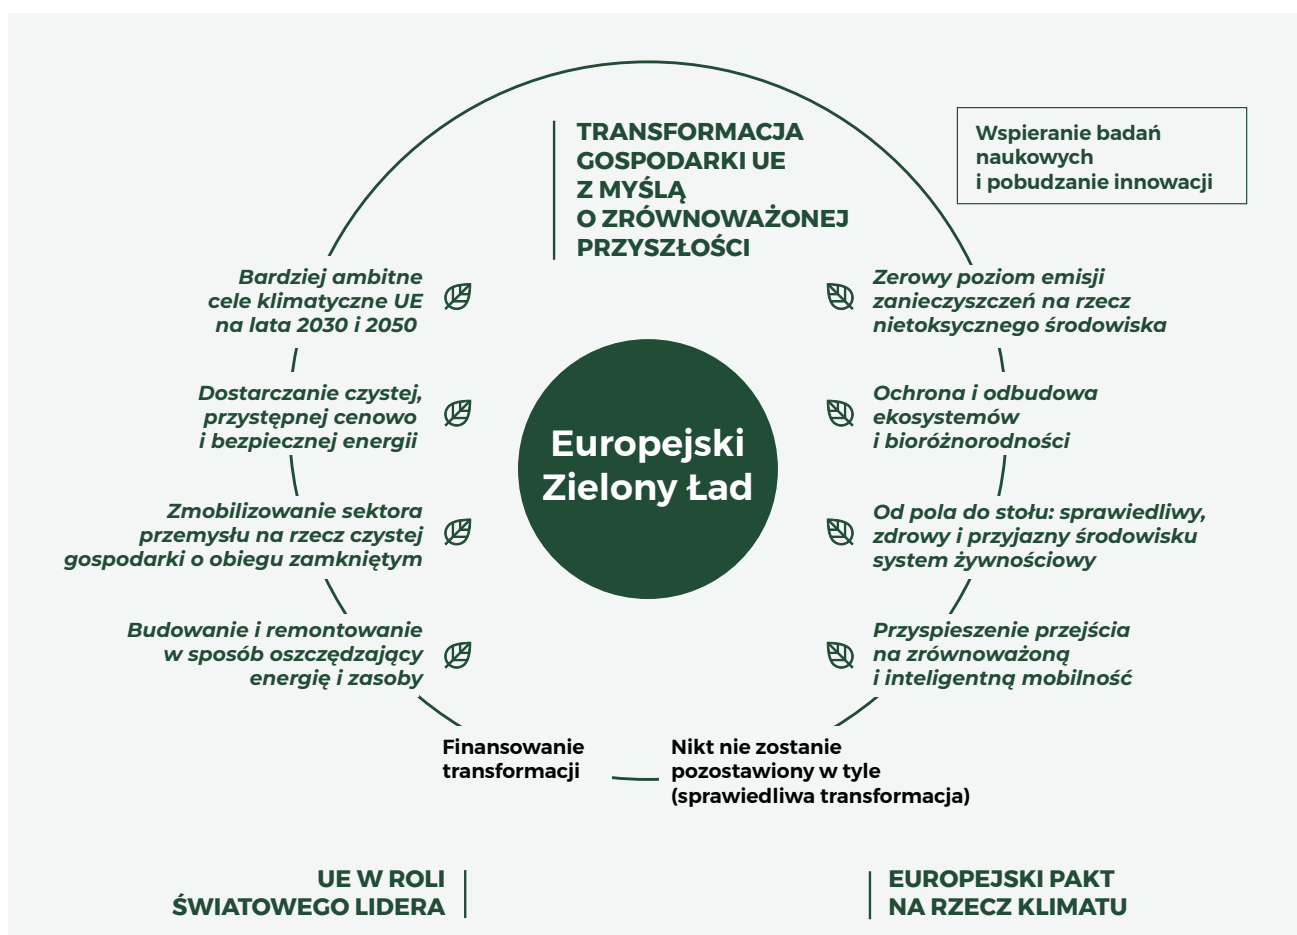 TRANSFORMACJA
GOSPODARKI UE
Z MYŚLĄ
O ZRÓWNOWAŻONEJ
PRZYSZŁOŚCI
Wspieranie badań
naukowych
i pobudzanie innowacji
Bardziej ambitne
cele klimatyczne UE
na lata 2030 i 2050
Dostarczanie czystej,
przystępnej cenowo
i bezpiecznej energii
Zmobilizowanie sektora
przemysłu na rzecz czystej
gospodarki o obiegu zamkniętym
Budowanie i remontowanie
w sposób oszczędzający
energię i zasoby
Europejski
Zielony Ład
Zerowy poziom emisji
zanieczyszczeń na rzecz
nietoksycznego środowiska
Ochrona i odbudowa
ekosystemów
i bioróżnorodności
Od pola do stołu: sprawiedliwy,
zdrowy i przyjazny środowisku
system żywnościowy
Przyspieszenie przejścia
na zrównoważoną
i inteligentną mobilność
Finansowanie
transformacji
Nikt nie zostanie
pozostawiony w tyle
(sprawiedliwa transformacja)
UE W ROLI
ŚWIATOWEGO LIDERA
EUROPEJSKI PAKT
NA RZECZ KLIMATU